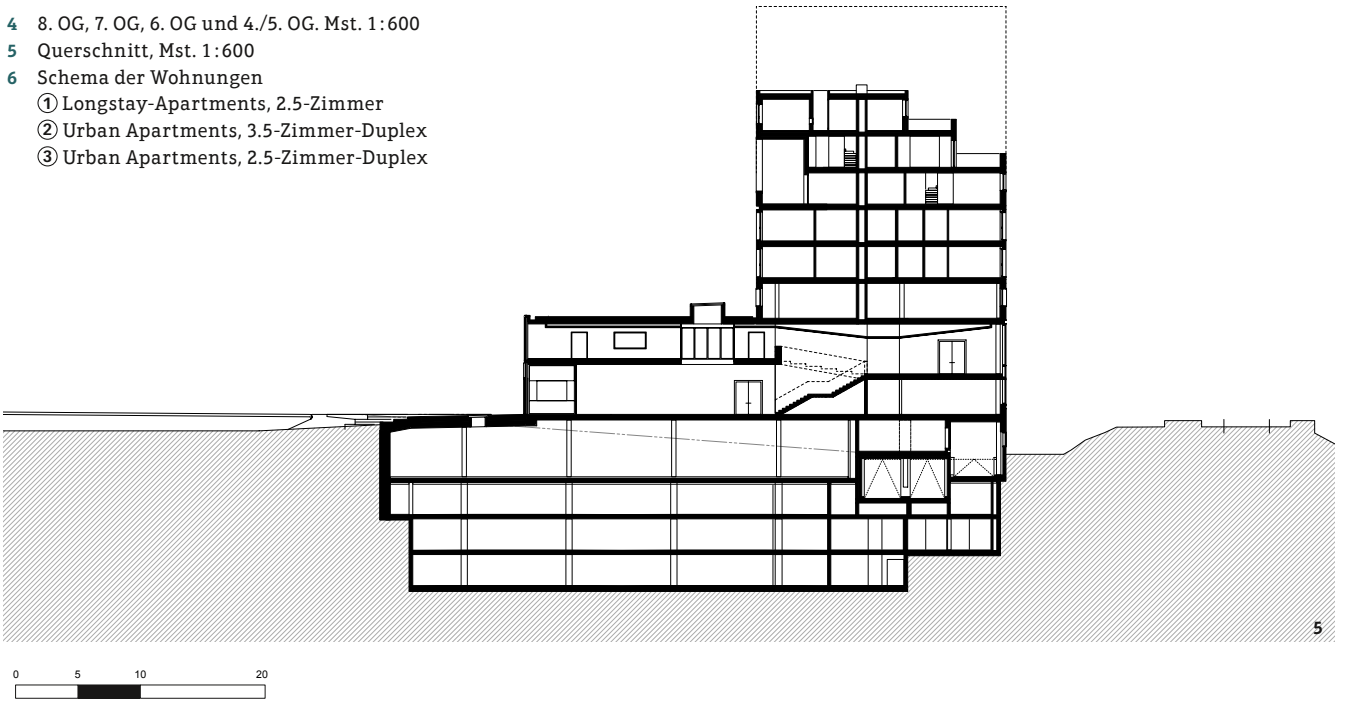 4 8. OG, 7. OG, 6. OG und 4./5. OG. Mst. 1:600
5 Querschnitt, Mst. 1:600
6 Schema der Wohnungen
① Longstay-Apartments, 2.5-Zimmer
② Urban Apartments, 3.5-Zimmer-Duplex
③ Urban Apartments, 2.5-Zimmer-Duplex
5
0 5 10 20